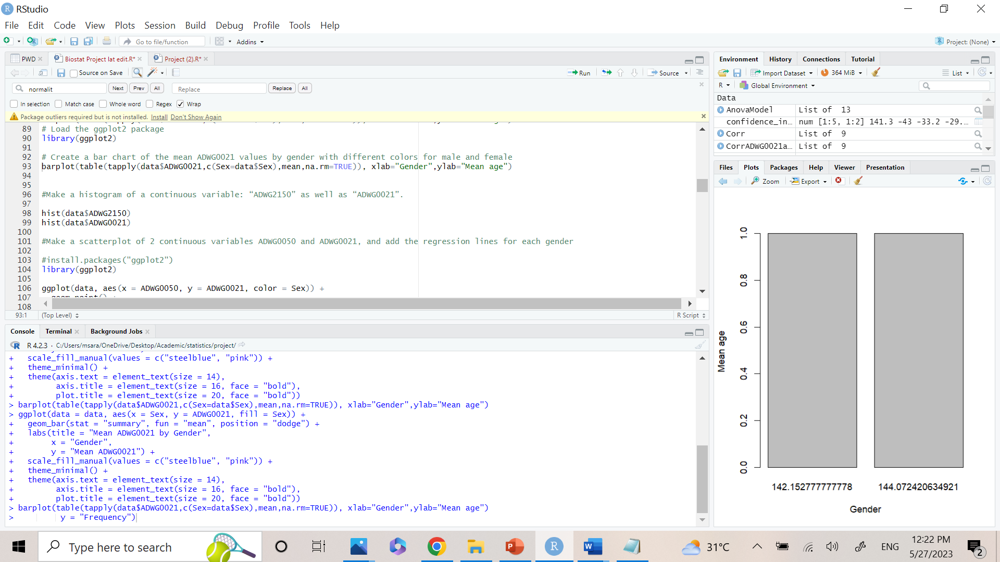 RStudio
File Edit Code View Plots Session Build Debug Profile Tools Help
Go to file/function Addins Project: (None)
PWD Biostat Project lat edit.R* Project (2).R*
Source on Save Run Source
normalit Next Prev All Replace Replace All
In selection Match case Whole word Regex Wrap
Package outliers required but is not installed. Install Don't Show Again
89 # Load the ggplot2 package
90 library(ggplot2)
91
92 # Create a bar chart of the mean ADWG0021 values by gender with different colors for male and female
93 barplot(table(tapply(data$ADWG0021,c(Sex=data$Sex),mean,na.rm=TRUE)), xlab="Gender",ylab="Mean age")
94
95
96 #Make a histogram of a continuous variable: “ADWG2150” as well as “ADWG0021”.
97
98 hist(data$ADWG2150)
99 hist(data$ADWG0021)
100
101 #Make a scatterplot of 2 continuous variables ADWG0050 and ADWG0021, and add the regression lines for each gender
102
103 #install.packages("ggplot2")
104 library(ggplot2)
105
106 ggplot(data, aes(x = ADWG0050, y = ADWG0021, color = Sex)) +
107 geom_point() +
108
93:1 (Top Level) R Script
Console Terminal Background Jobs
R 4.2.3 · C:/Users/msara/OneDrive/Desktop/Academic/statistics/project/
+ scale_fill_manual(values = c("steelblue", "pink")) +
+ theme_minimal() +
+ theme(axis.text = element_text(size = 14),
+ axis.title = element_text(size = 16, face = "bold"),
+ plot.title = element_text(size = 20, face = "bold"))
> barplot(table(tapply(data$ADWG0021,c(Sex=data$Sex),mean,na.rm=TRUE)), xlab="Gender",ylab="Mean age")
> ggplot(data = data, aes(x = Sex, y = ADWG0021, fill = Sex)) +
+ geom_bar(stat = "summary", fun = "mean", position = "dodge") +
+ labs(title = "Mean ADWG0021 by Gender",
+ x = "Gender",
+ y = "Mean ADWG0021") +
+ scale_fill_manual(values = c("steelblue", "pink")) +
+ theme_minimal() +
+ theme(axis.text = element_text(size = 14),
+ axis.title = element_text(size = 16, face = "bold"),
+ plot.title = element_text(size = 20, face = "bold"))
> barplot(table(tapply(data$ADWG0021,c(Sex=data$Sex),mean,na.rm=TRUE)), xlab="Gender",ylab="Mean age")
> y = "Frequency")
Environment History Connections Tutorial
Import Dataset 364 MiB List
R Global Environment
Data
AnovaModel List of 13
confidence_in… num [1:5, 1:2] 141.3 -43 -33.2 -29.…
Corr List of 9
CorrADWG0021a… List of 9
Files Plots Packages Help Viewer Presentation
Zoom Export
1.0
0.8
0.6
0.4
0.2
0.0
Mean age
142.152777777778 144.072420634921
Gender
Type here to search
31°C ENG 12:22 PM
5/27/2023 2